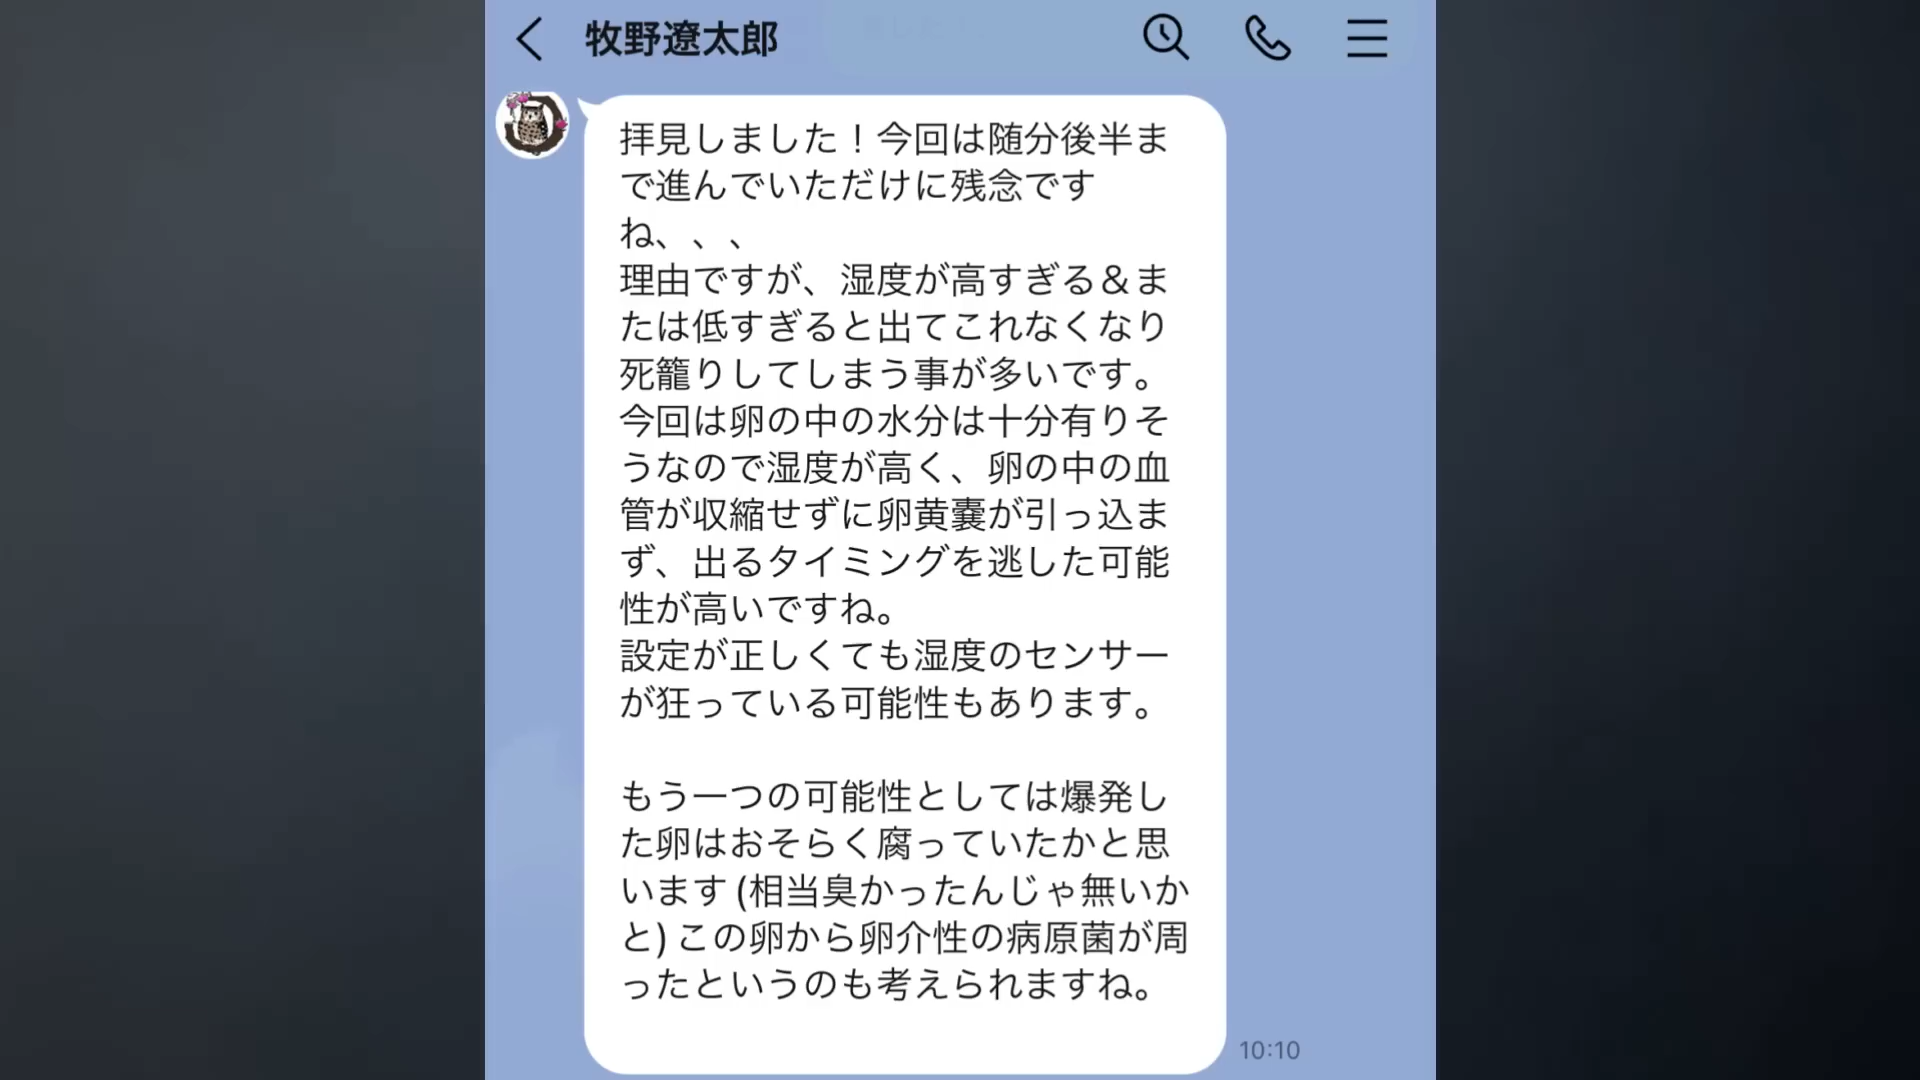 牧野遼太郎
拝見しました！今回は随分後半ま
で進んでいただけに残念です
ね、、、
理由ですが、湿度が高すぎる＆ま
たは低すぎると出てこれなくなり
死籠りしてしまう事が多いです。
今回は卵の中の水分は十分有りそ
うなので湿度が高く、卵の中の血
管が収縮せずに卵黄嚢が引っ込ま
ず、出るタイミングを逃した可能
性が高いですね。
設定が正しくても湿度のセンサー
が狂っている可能性もあります。
もう一つの可能性としては爆発し
た卵はおそらく腐っていたかと思
います(相当臭かったんじゃ無いか
と)この卵から卵介性の病原菌が周
ったというのも考えられますね。
10:10